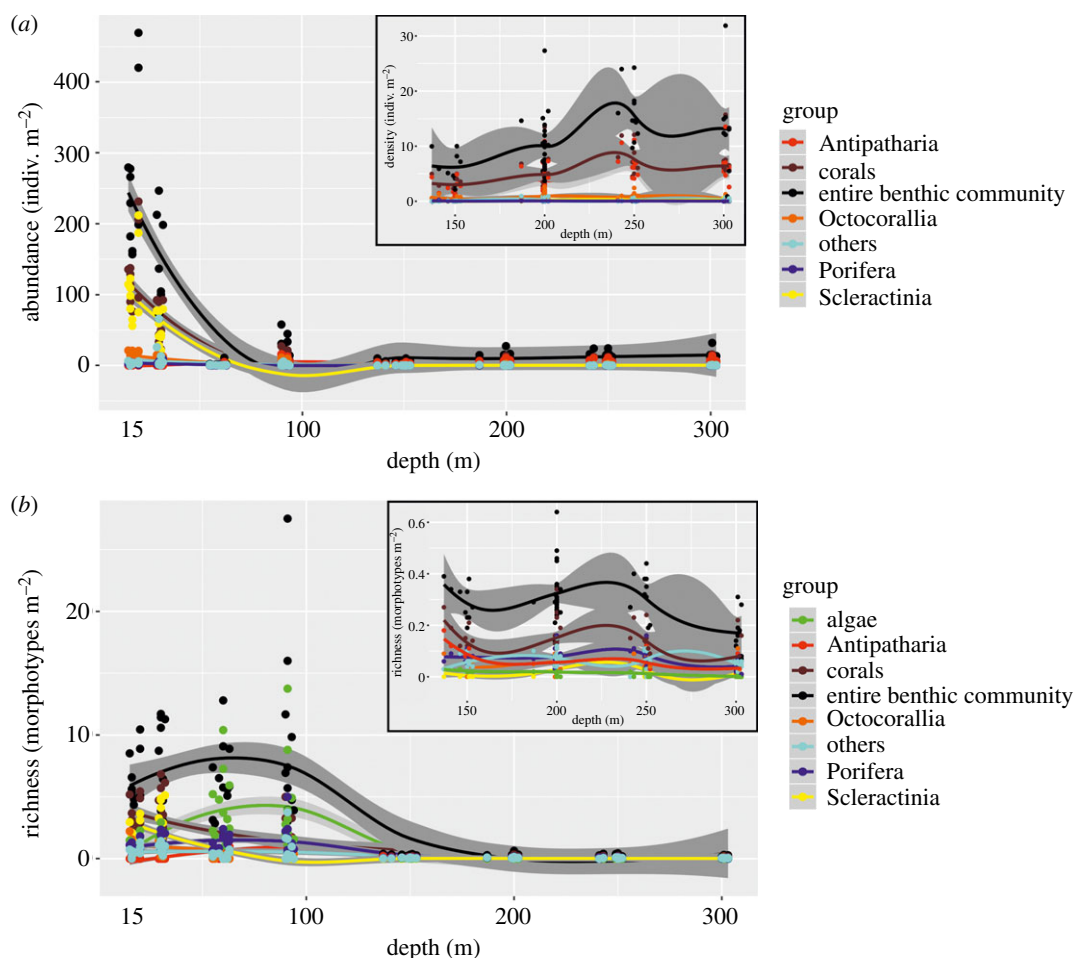 (a)
abundance (indiv. m−2)
400
300
200
100
0
15
100
200
300
depth (m)
density (indiv. m−2)
30
20
10
0
150
200
250
300
depth (m)
group
Antipatharia
corals
entire benthic community
Octocorallia
others
Porifera
Scleractinia
(b)
richness (morphotypes m−2)
20
10
0
15
100
200
300
depth (m)
richness (morphotypes m−2)
0.6
0.4
0.2
0
150
200
250
300
depth (m)
group
algae
Antipatharia
corals
entire benthic community
Octocorallia
others
Porifera
Scleractinia